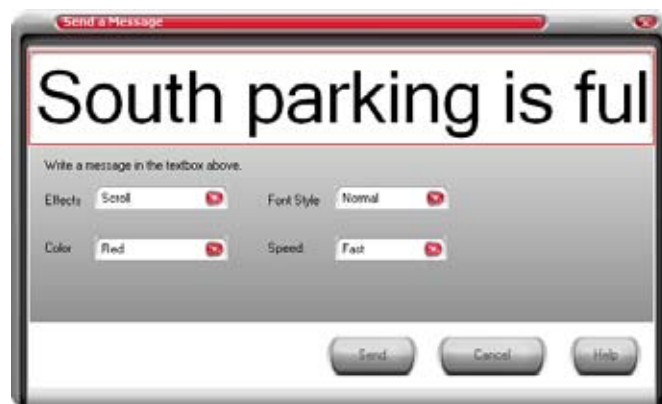 Send a Message
South parking is ful
Write a message in the textbox above.
Effects Scroll Font Style Normal
Color Red Speed Fast
Send Cancel Help